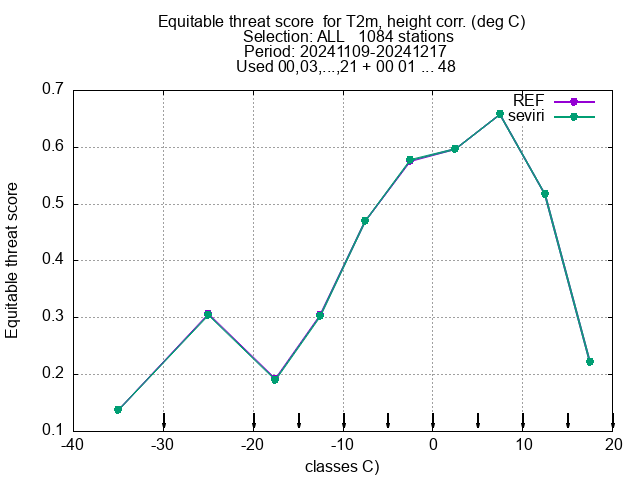 Equitable threat score  for T2m, height corr. (deg C)
Selection: ALL   1084 stations
Period: 20241109-20241217
Used 00,03,...,21 + 00 01 ... 48
REF
seviri
Equitable threat score
0.7
0.6
0.5
0.4
0.3
0.2
0.1
-40 -30 -20 -10 0 10 20
classes C)